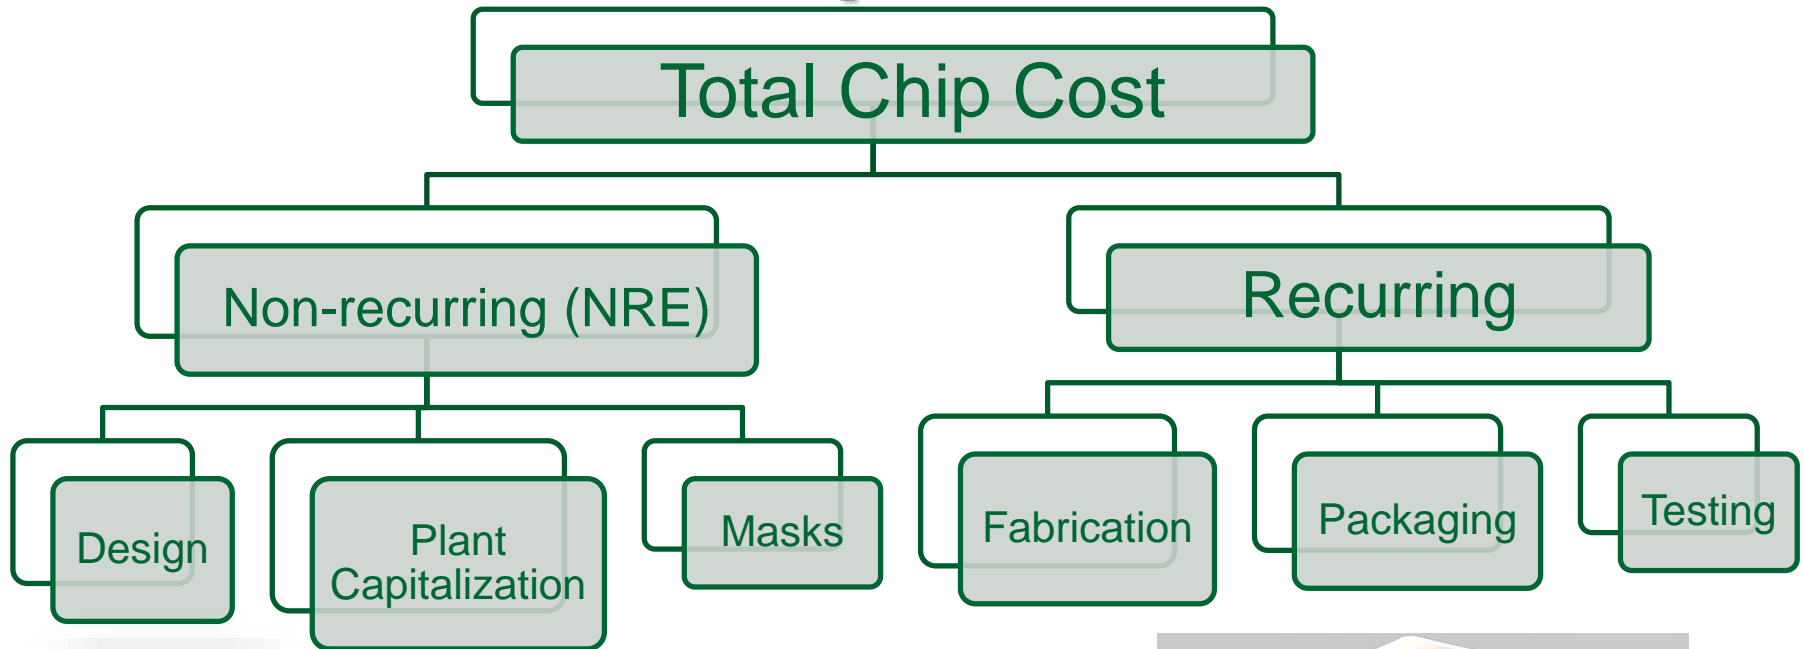 Total Chip Cost
Non-recurring (NRE)
Recurring
Design
Plant
Capitalization
Masks
Fabrication
Packaging
Testing